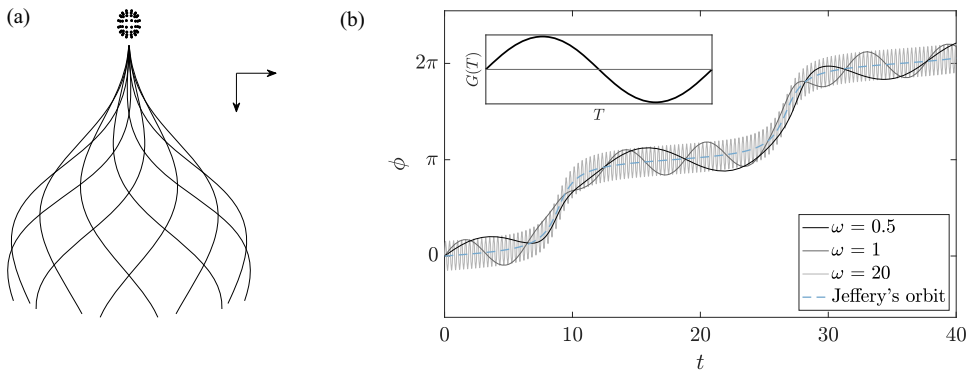 (a)
(b)
G(T)
T
2π
π
0
ϕ
ω = 0.5
ω = 1
ω = 20
Jeffery's orbit
0
10
20
30
40
t